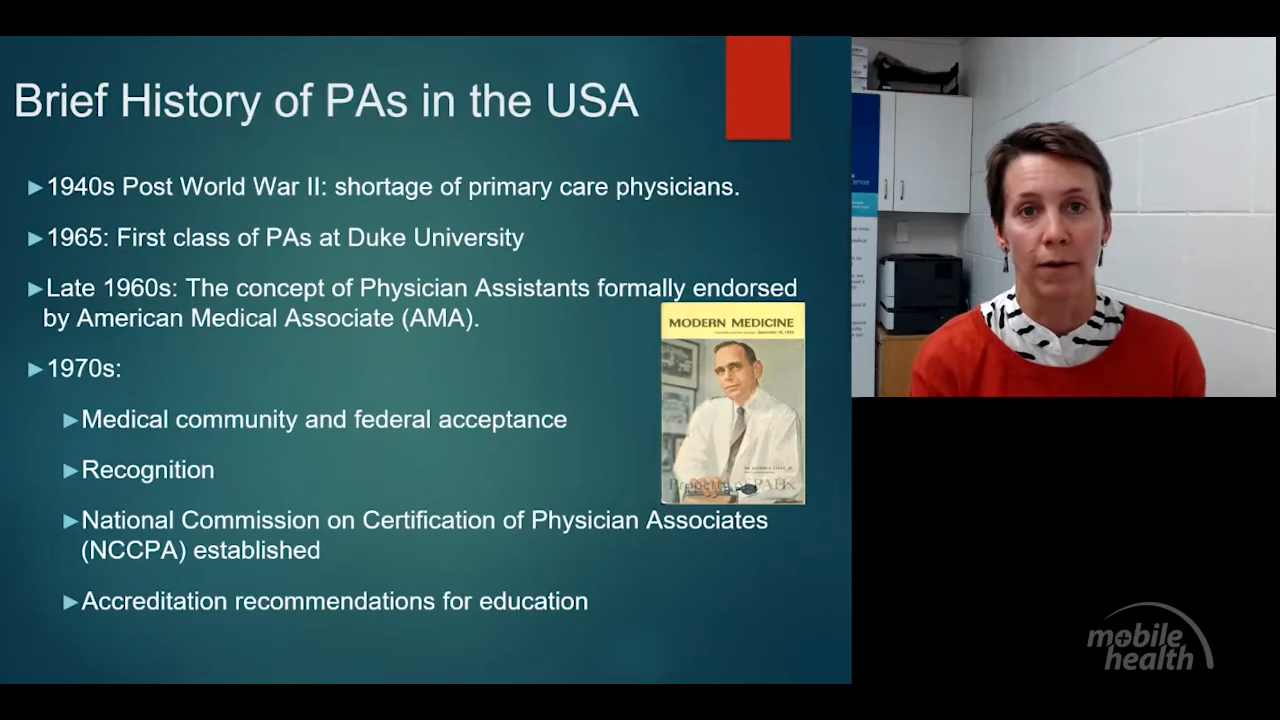 Brief History of PAs in the USA
▶1940s Post World War II: shortage of primary care physicians.
▶1965: First class of PAs at Duke University
▶Late 1960s: The concept of Physician Assistants formally endorsed
by American Medical Associate (AMA).
▶1970s:
▶Medical community and federal acceptance
▶Recognition
▶National Commission on Certification of Physician Associates
(NCCPA) established
▶Accreditation recommendations for education
MODERN MEDICINE
Property of PAHx
mobile
health